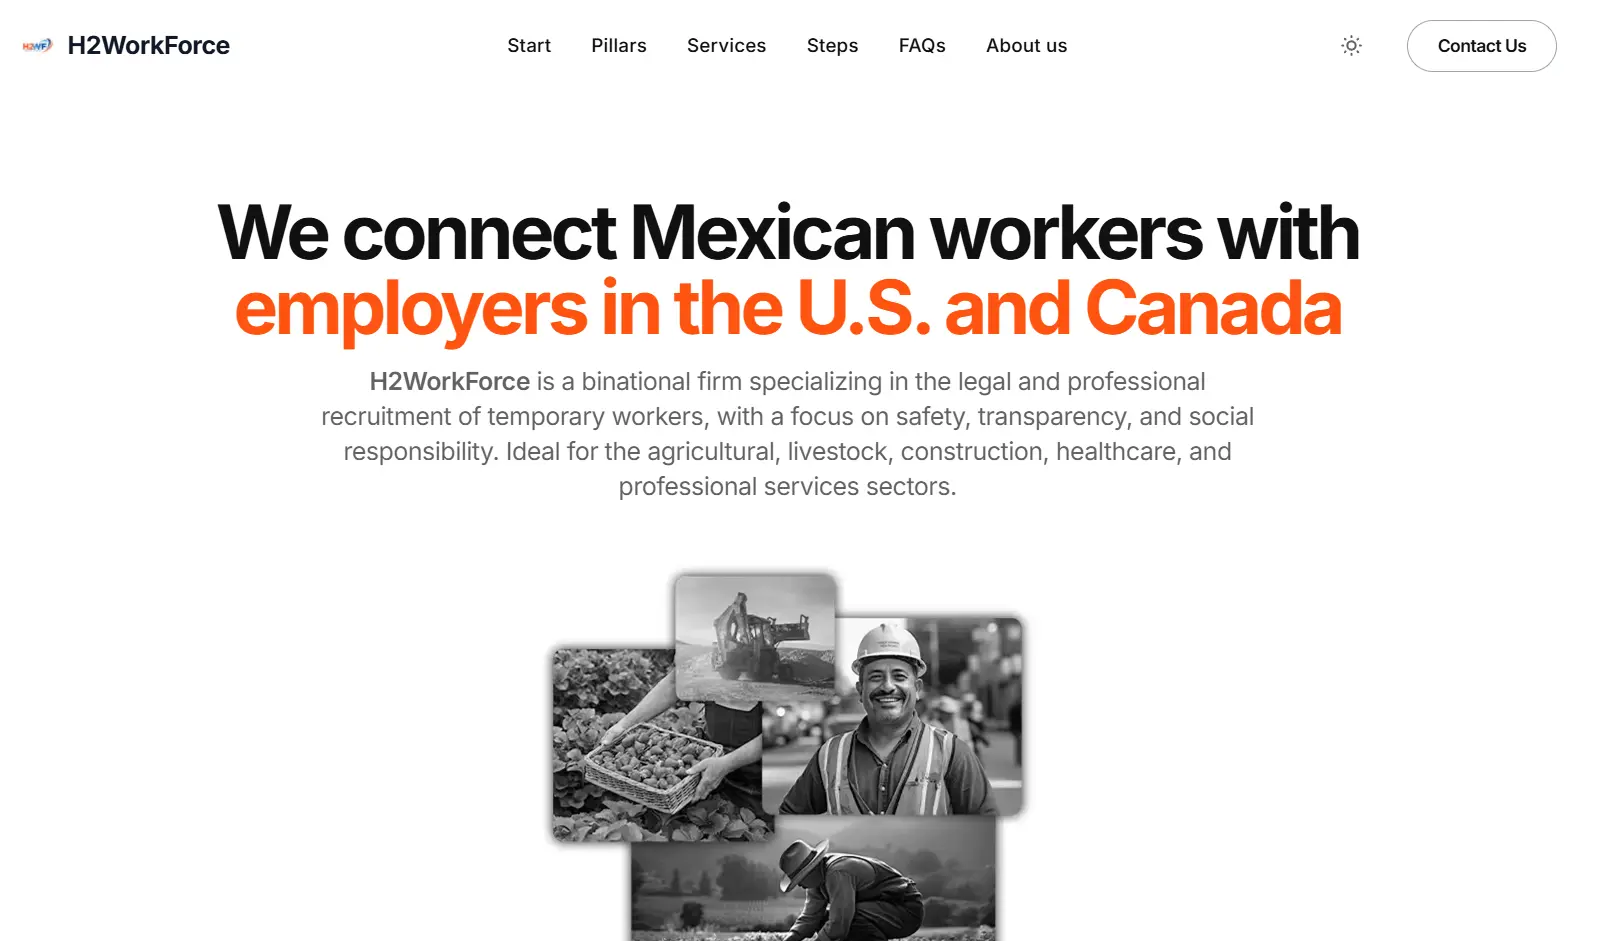 H2WF
H2WorkForce
Start
Pillars
Services
Steps
FAQs
About us
Contact Us
We connect Mexican workers with
employers in the U.S. and Canada
H2WorkForce is a binational firm specializing in the legal and professional
recruitment of temporary workers, with a focus on safety, transparency, and social
responsibility. Ideal for the agricultural, livestock, construction, healthcare, and
professional services sectors.